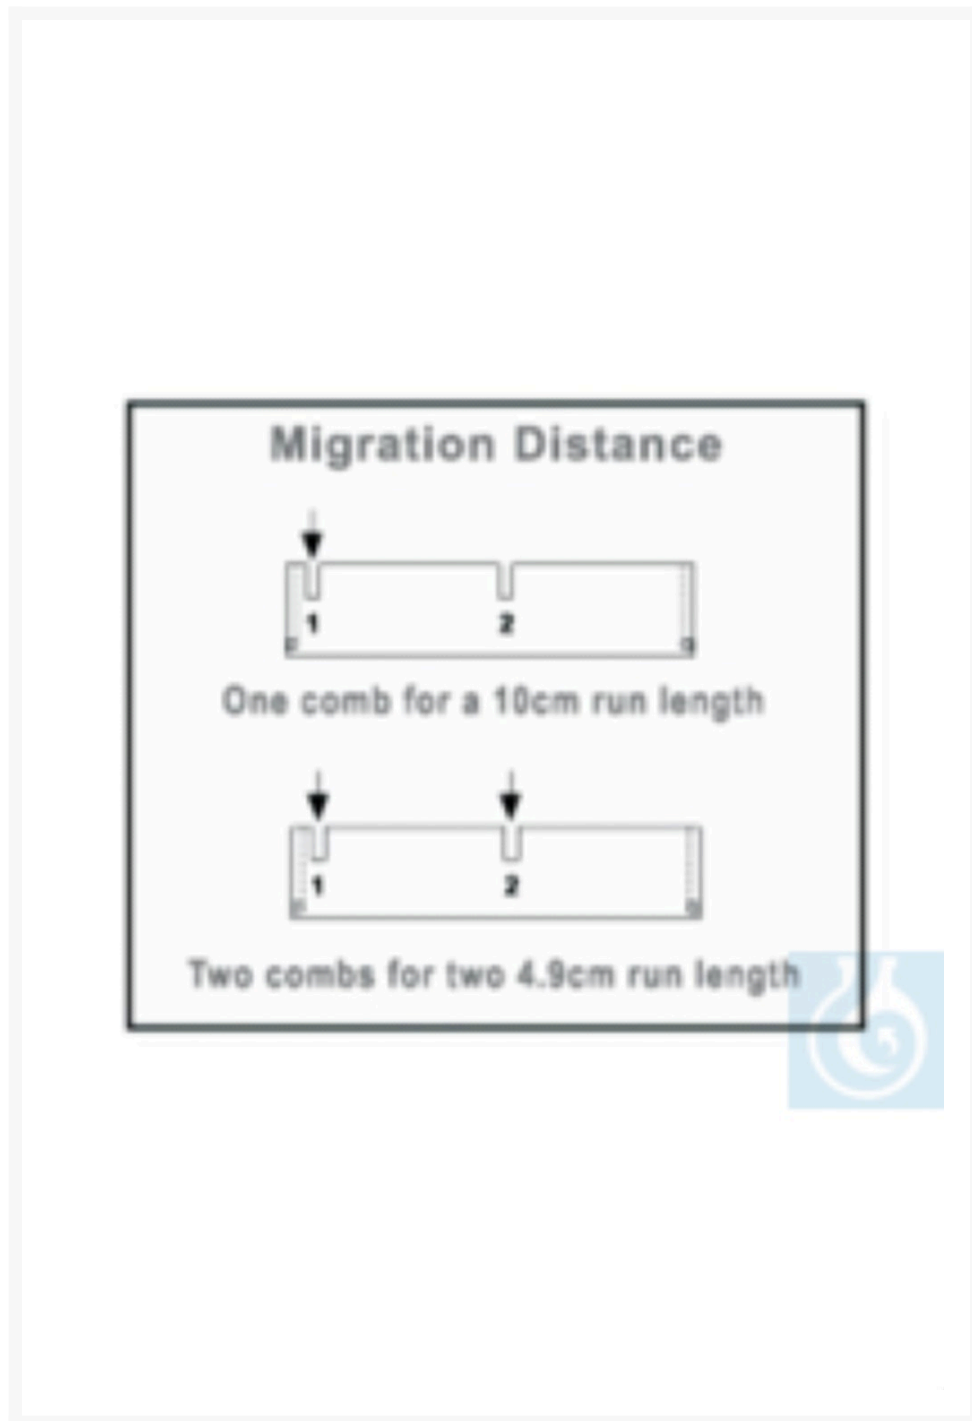 Migration Distance
1 2
One comb for a 10cm run length
1 2
Two combs for two 4.9cm run length